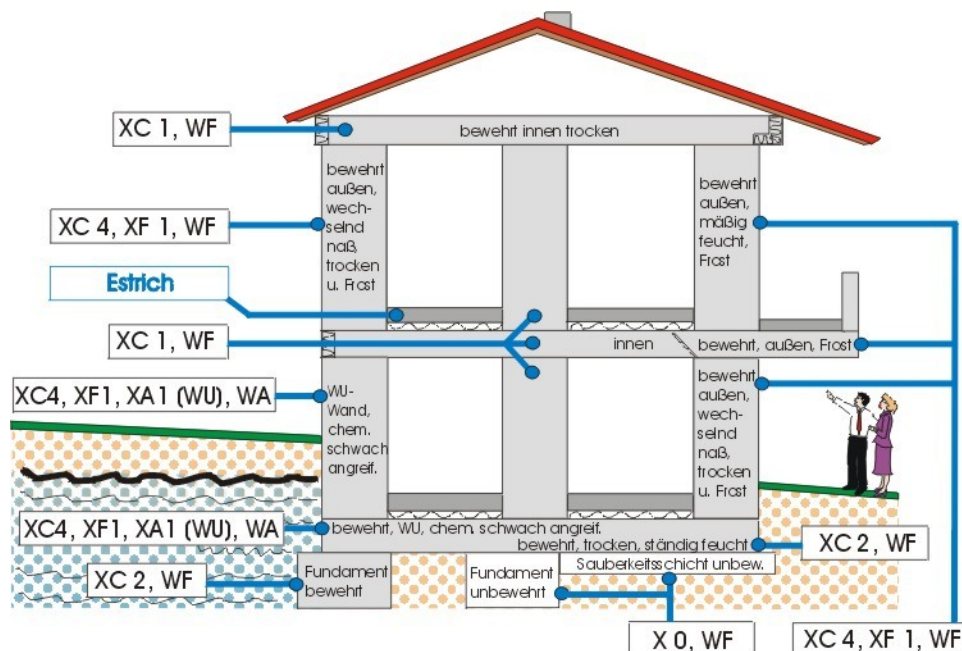 XC 1, WF
bewehrt innen trocken
bewehrt
außen,
wech-
selnd
naß,
trocken
u. Frost
bewehrt
außen,
mäßig
feucht,
Frost
XC 4, XF 1, WF
Estrich
XC 1, WF
innen
bewehrt, außen, Frost
XC4, XF1, XA1 (WU), WA
WU-
Wand,
chem.
schwach
angreif.
bewehrt
außen,
wech-
selnd
naß,
trocken
u. Frost
XC4, XF1, XA1 (WU), WA
bewehrt, WU, chem. schwach angreif.
bewehrt, trocken, ständig feucht
XC 2, WF
XC 2, WF
Fundament
bewehrt
Fundament
unbewehrt
Sauberkeitsschicht unbew.
X 0, WF
XC 4, XF 1, WF